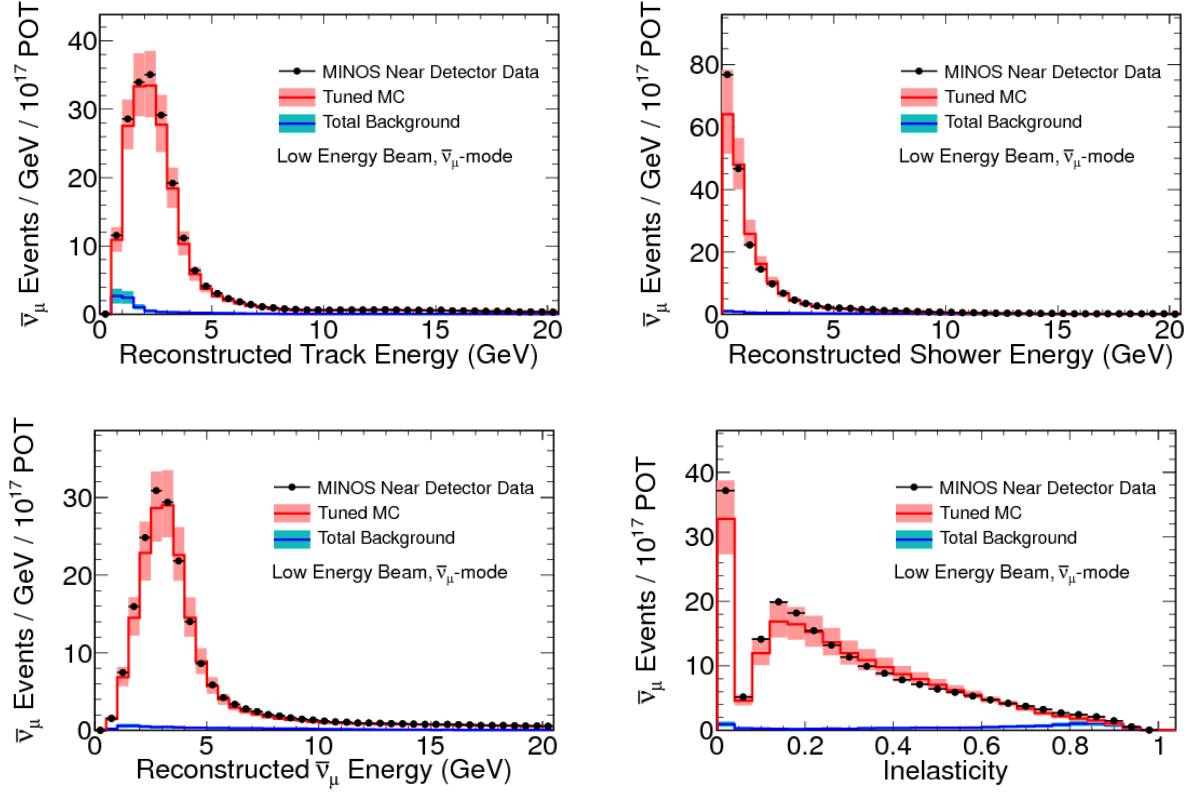 ν̅μ Events / GeV / 10¹⁷ POT
40
30
20
10
0
MINOS Near Detector Data
Tuned MC
Total Background
Low Energy Beam, ν̅μ-mode
0 5 10 15 20
Reconstructed Track Energy (GeV)
ν̅μ Events / GeV / 10¹⁷ POT
80
60
40
20
0
MINOS Near Detector Data
Tuned MC
Total Background
Low Energy Beam, ν̅μ-mode
0 5 10 15 20
Reconstructed Shower Energy (GeV)
ν̅μ Events / GeV / 10¹⁷ POT
30
20
10
0
MINOS Near Detector Data
Tuned MC
Total Background
Low Energy Beam, ν̅μ-mode
0 5 10 15 20
Reconstructed ν̅μ Energy (GeV)
ν̅μ Events / 10¹⁷ POT
40
30
20
10
0
MINOS Near Detector Data
Tuned MC
Total Background
Low Energy Beam, ν̅μ-mode
0 0.2 0.4 0.6 0.8 1
Inelasticity